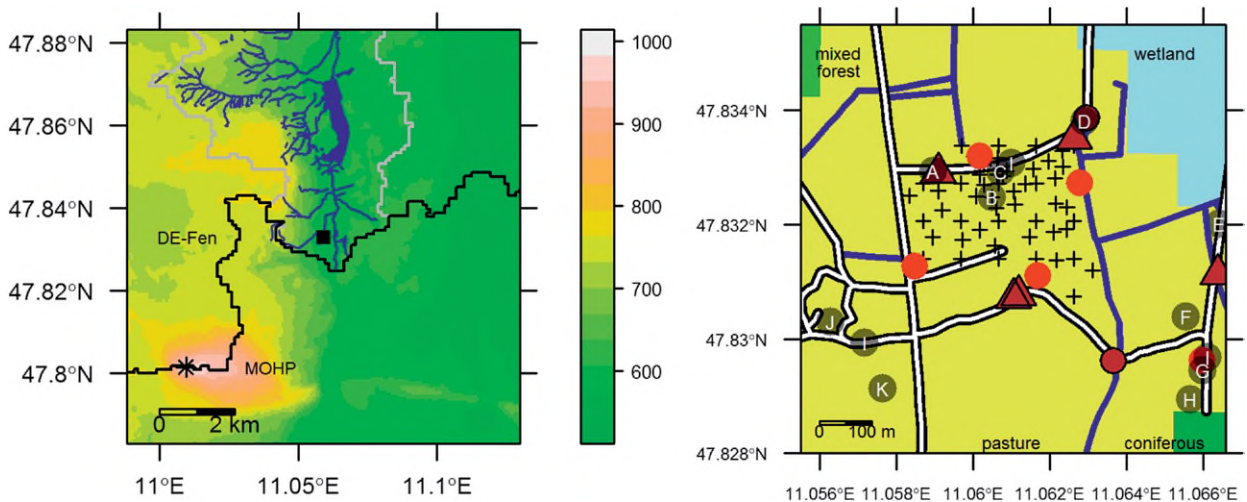 47.88°N
47.86°N
47.84°N
47.82°N
47.8°N
11°E
11.05°E
11.1°E
DE-Fen
MOHP
0
2 km
1000
900
800
700
600
47.834°N
47.832°N
47.83°N
47.828°N
11.056°E
11.058°E
11.06°E
11.062°E
11.064°E
11.066°E
mixed
forest
wetland
D
A
C
I
B
E
J
I
F
I
G
K
H
0
100 m
pasture
coniferous